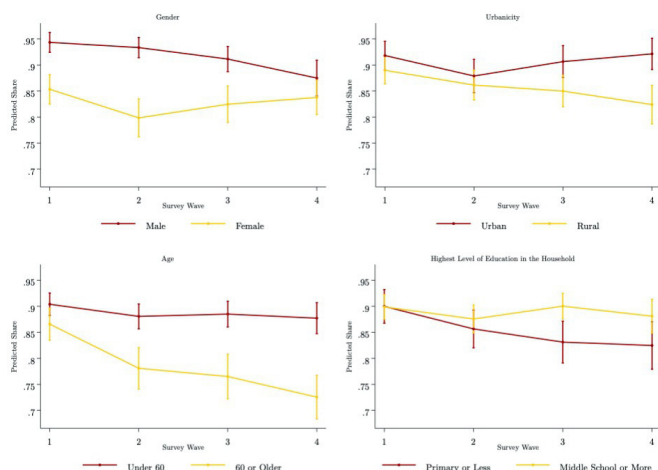 Gender
Predicted Share
.95
.9
.85
.8
.75
.7
1 2 3 4
Survey Wave
Male Female
Urbanicity
Predicted Share
.95
.9
.85
.8
.75
.7
1 2 3 4
Survey Wave
Urban Rural
Age
Predicted Share
.95
.9
.85
.8
.75
.7
1 2 3 4
Survey Wave
Under 60 60 or Older
Highest Level of Education in the Household
Predicted Share
.95
.9
.85
.8
.75
.7
1 2 3 4
Survey Wave
Primary or Less Middle School or More